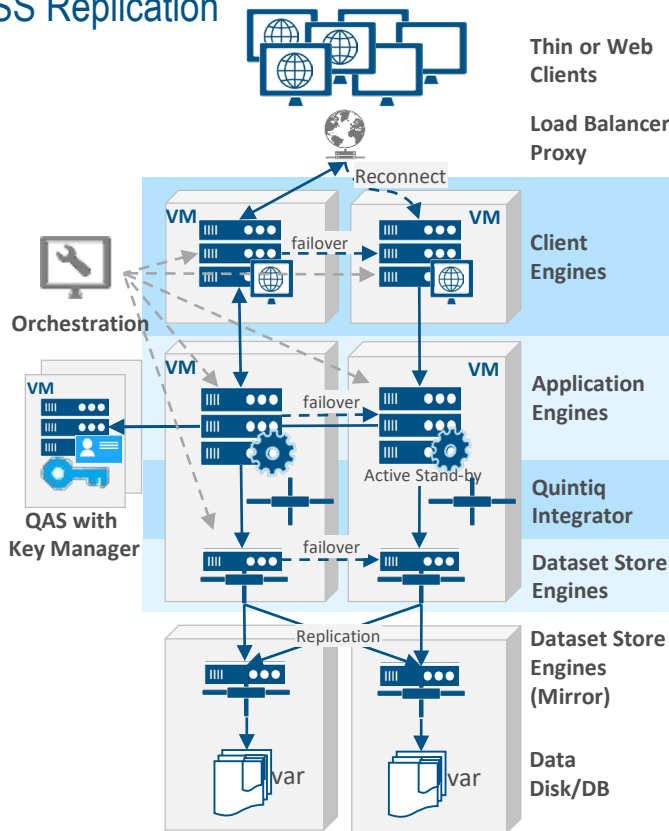 SS Replication
Thin or Web
Clients
Load Balancer
Proxy
Reconnect
VM
VM
failover
Client
Engines
Orchestration
VM
VM
failover
Application
Engines
VM
Active Stand-by
Quintiq
Integrator
QAS with
Key Manager
failover
Dataset Store
Engines
Replication
Dataset Store
Engines
(Mirror)
var
var
Data
Disk/DB